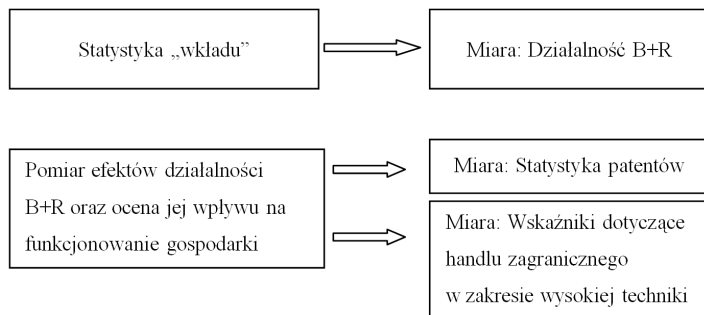 Statystyka „wkładu”
Miara: Działalność B+R
Pomiar efektów działalności
B+R oraz ocena jej wpływu na
funkcjonowanie gospodarki
Miara: Statystyka patentów
Miara: Wskaźniki dotyczące
handlu zagranicznego
w zakresie wysokiej techniki